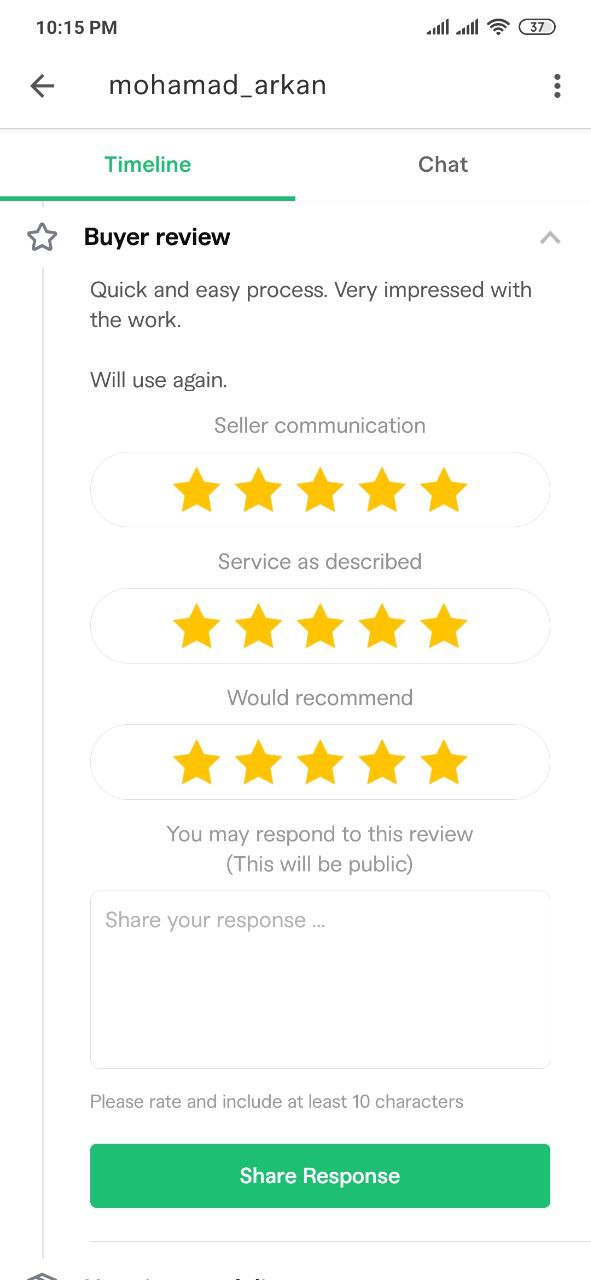 10:15 PM
37
mohamad_arkan
Timeline
Chat
Buyer review
Quick and easy process. Very impressed with
the work.
Will use again.
Seller communication
Service as described
Would recommend
You may respond to this review
(This will be public)
Share your response ...
Please rate and include at least 10 characters
Share Response